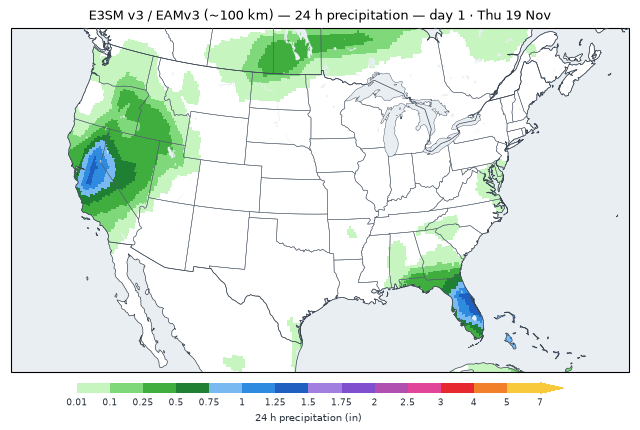 E3SM v3 / EAMv3 (~100 km) — 24 h precipitation — day 1 · Thu 19 Nov
0.01 0.1 0.25 0.5 0.75 1 1.25 1.5 1.75 2 2.5 3 4 5 7
24 h precipitation (in)